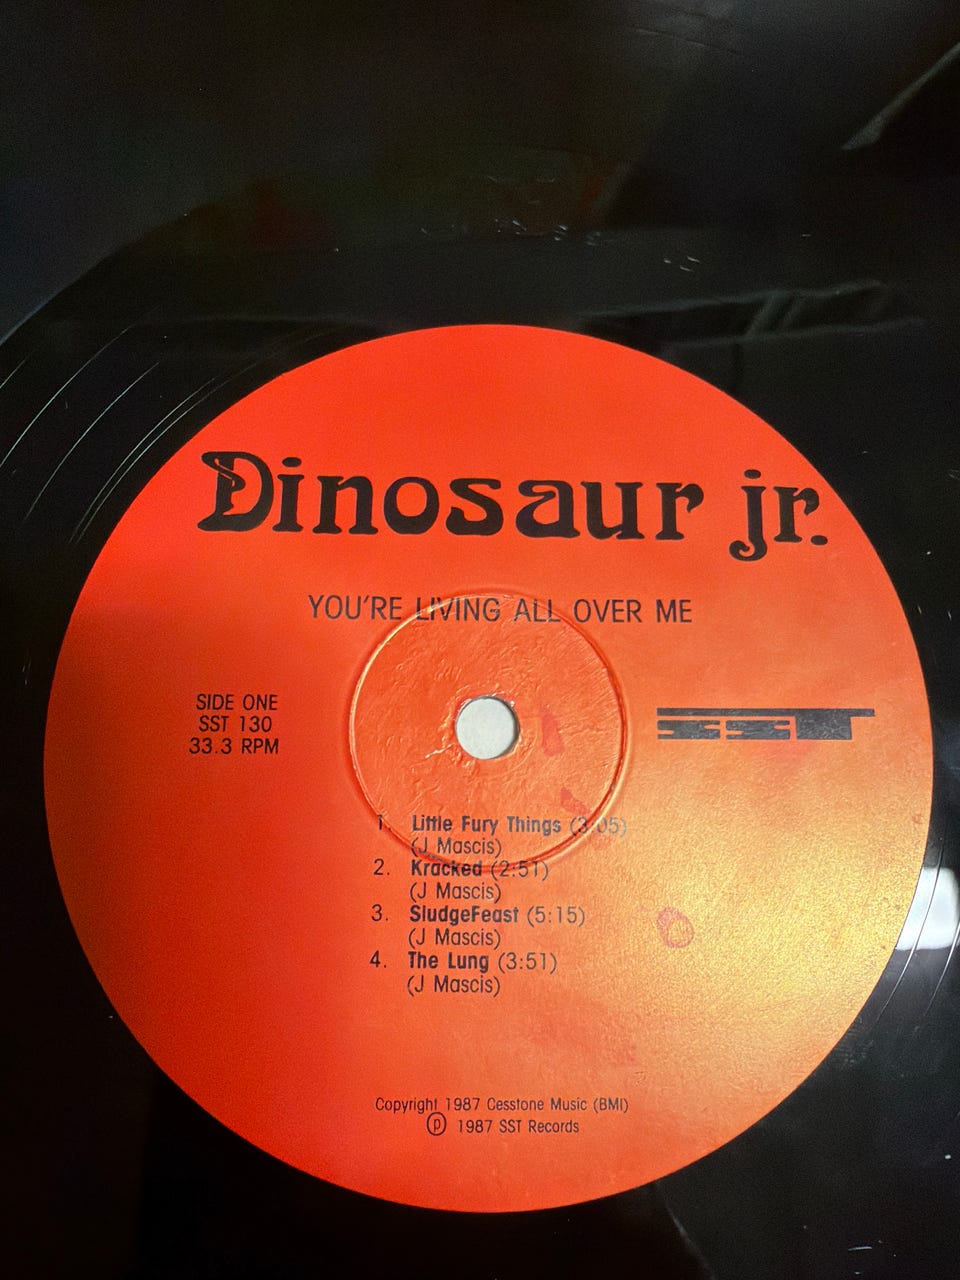 Dinosaur jr.
YOU'RE LIVING ALL OVER ME
SIDE ONE
SST 130
33.3 RPM
SST
1. Little Fury Things (3:05)
(J Mascis)
2. Kracked (2:51)
(J Mascis)
3. SludgeFeast (5:15)
(J Mascis)
4. The Lung (3:51)
(J Mascis)
Copyright 1987 Cesstone Music (BMI)
Ⓟ 1987 SST Records